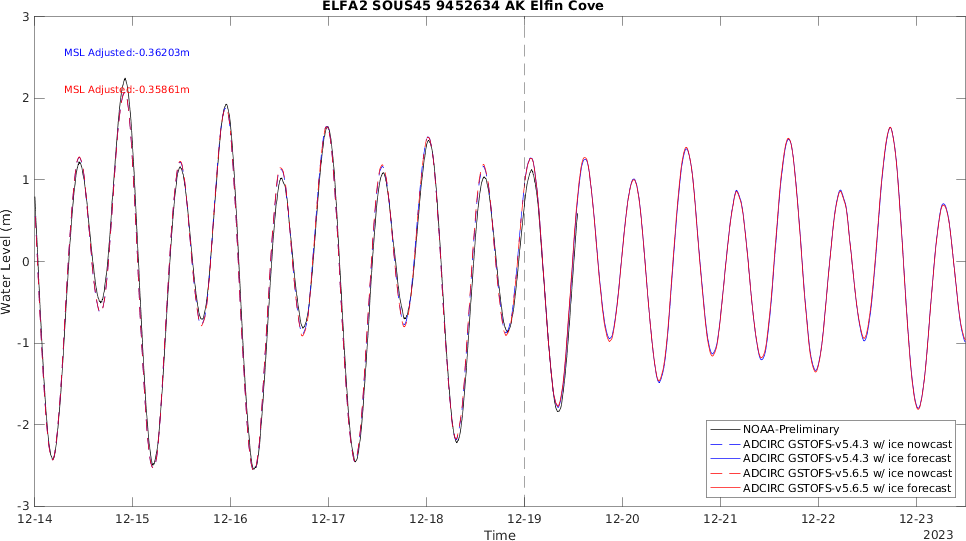 ELFA2 SOUS45 9452634 AK Elfin Cove
MSL Adjusted:-0.36203m
MSL Adjusted:-0.35861m
Water Level (m)
3
2
1
0
-1
-2
-3
NOAA-Preliminary
ADCIRC GSTOFS-v5.4.3 w/ ice nowcast
ADCIRC GSTOFS-v5.4.3 w/ ice forecast
ADCIRC GSTOFS-v5.6.5 w/ ice nowcast
ADCIRC GSTOFS-v5.6.5 w/ ice forecast
12-14 12-15 12-16 12-17 12-18 12-19 12-20 12-21 12-22 12-23
Time
2023